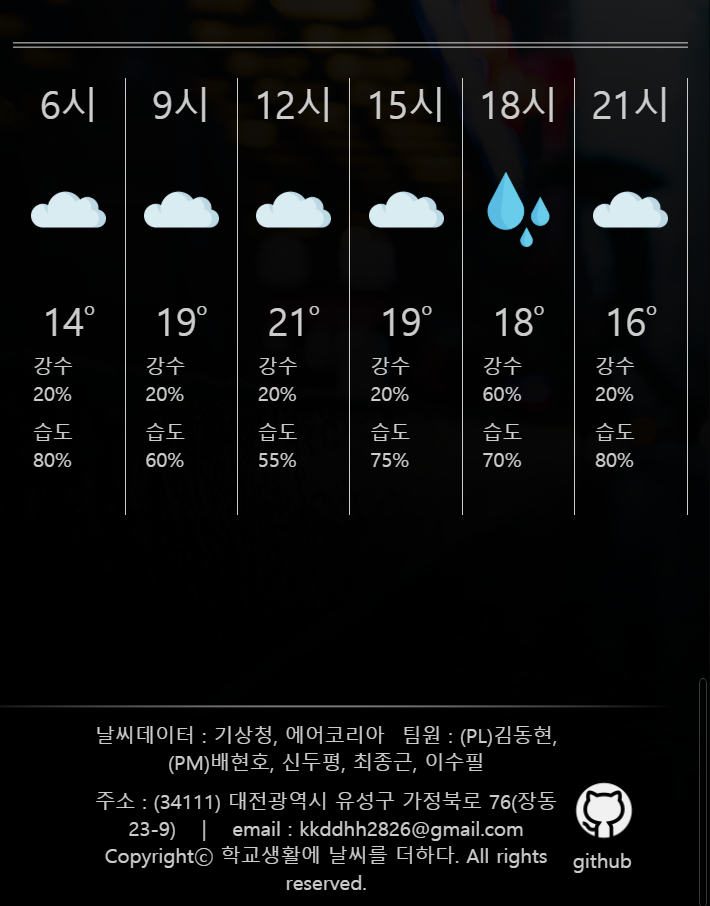 6시 9시 12시 15시 18시 21시
14° 19° 21° 19° 18° 16°
강수 강수 강수 강수 강수 강수
20% 20% 20% 20% 60% 20%
습도 습도 습도 습도 습도 습도
80% 60% 55% 75% 70% 80%
날씨데이터 : 기상청, 에어코리아 팀원 : (PL)김동현,
(PM)배현호, 신두평, 최종근, 이수필
주소 : (34111) 대전광역시 유성구 가정북로 76(장동
23-9) | email : kkddhh2826@gmail.com
Copyrightⓒ 학교생활에 날씨를 더하다. All rights
reserved.
github